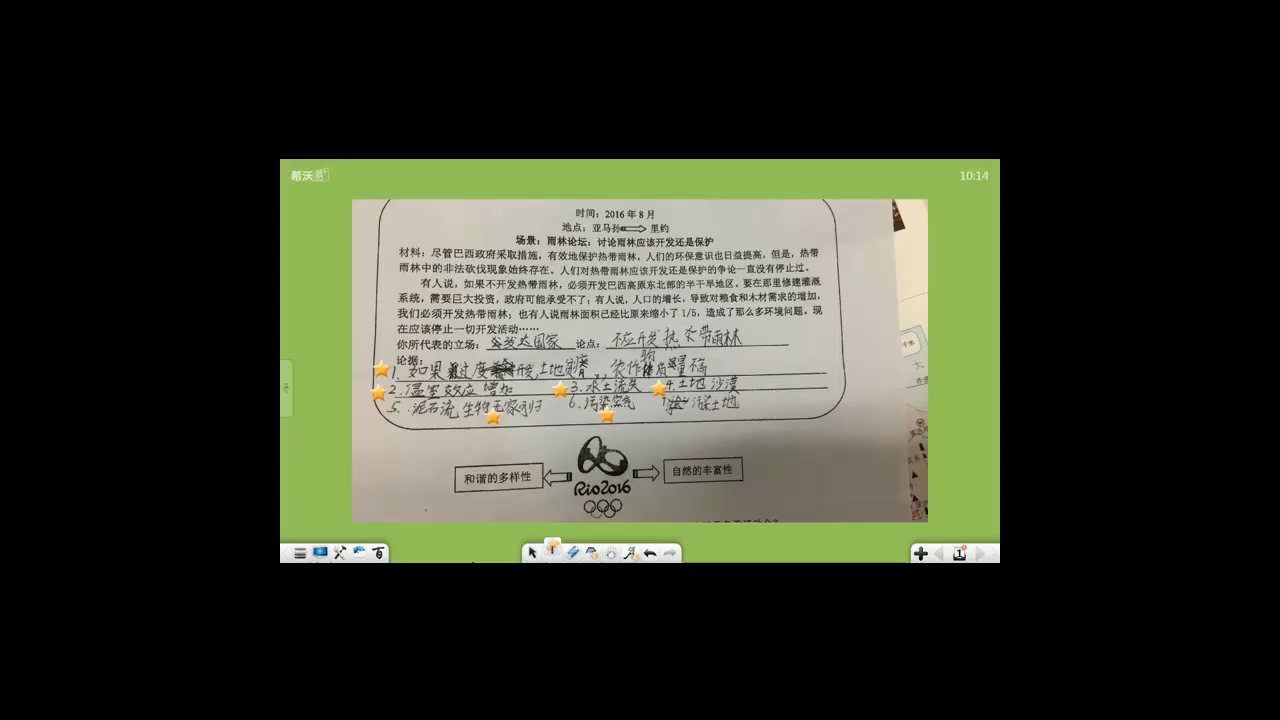 希沃
10:14
时间：2016年8月
地点：亚马孙 里约
场景：雨林论坛：讨论雨林应该开发还是保护
材料：尽管巴西政府采取措施，有效地保护热带雨林，人们的环保意识也日益提高，但是，热带
雨林中的非法砍伐现象始终存在。人们对热带雨林应该开发还是保护的争论一直没有停止过。
有人说，如果不开发热带雨林，必须开发巴西高原东北部的半干旱地区，要在那里修建灌溉
系统，需要巨大投资，政府可能承受不了；有人说，人口的增长，导致对粮食和木材需求的增加，
我们必须开发热带雨林；也有人说雨林面积已经比原来缩小了1/5，造成了那么多环境问题。现
在应该停止一切开发活动……
你所代表的立场：发达国家 论点：不应开发热带雨林
论据：
1.如果过度开发土地 农作物质量
2.温室效应增加 3.水土流失 4.土地沙漠
5.泥石流 生物无家可归 6.污染空气 7.污染土地
和谐的多样性 Rio2016 自然的丰富性